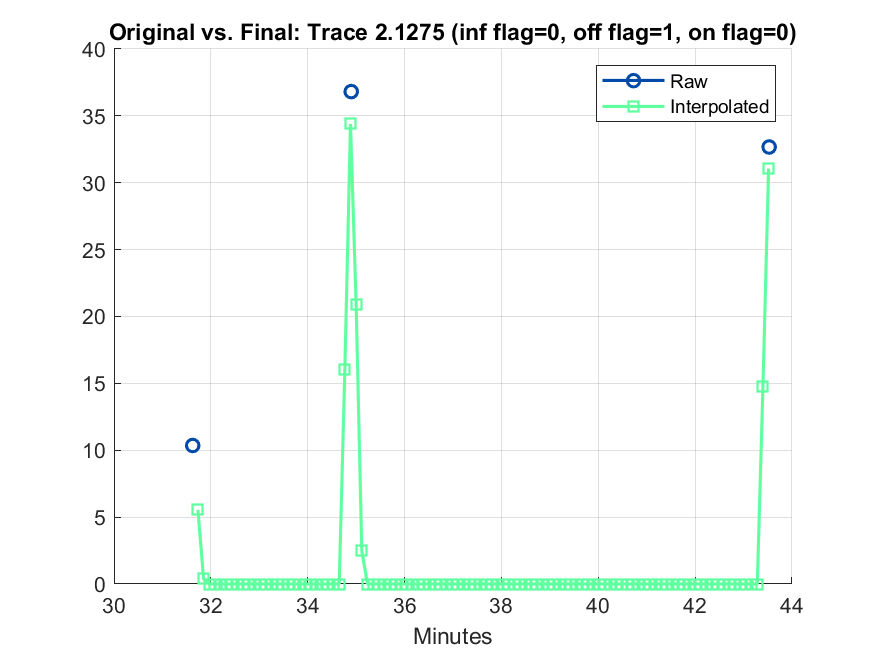 Original vs. Final: Trace 2.1275 (inf flag=0, off flag=1, on flag=0)
40
35
30
25
20
15
10
5
0
Raw
Interpolated
30 32 34 36 38 40 42 44
Minutes